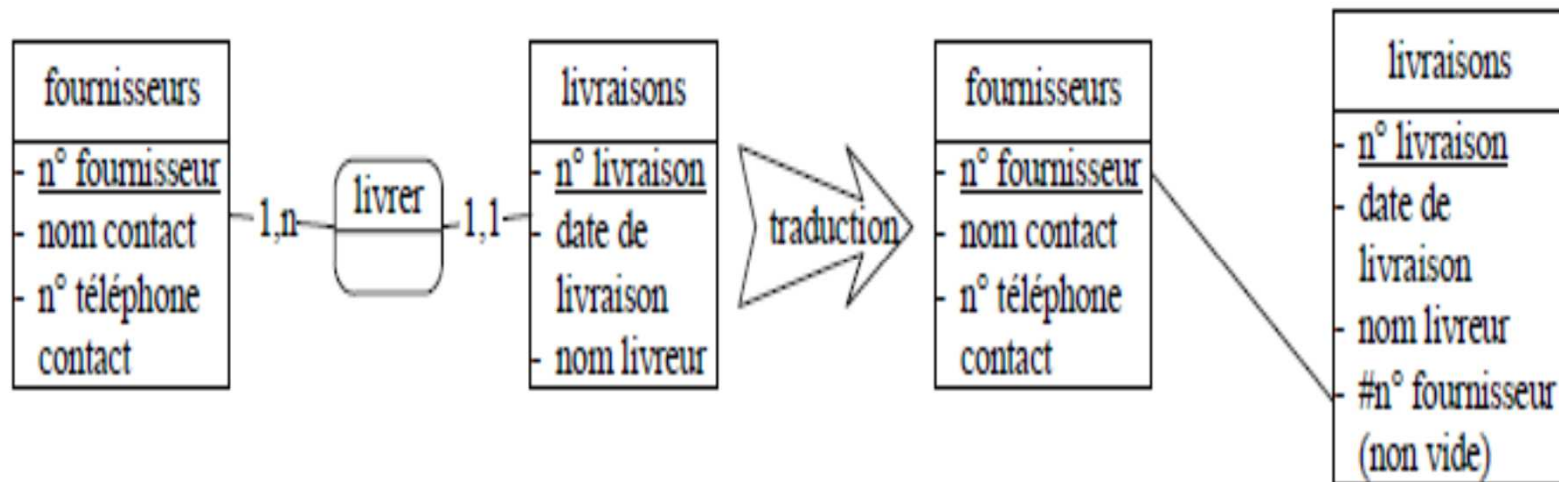 fournisseurs
- n° fournisseur
- nom contact
- n° téléphone
contact
1,n
livrer
1,1
livraisons
- n° livraison
- date de
livraison
- nom livreur
traduction
fournisseurs
- n° fournisseur
- nom contact
- n° téléphone
contact
livraisons
- n° livraison
- date de
livraison
- nom livreur
- #n° fournisseur
(non vide)